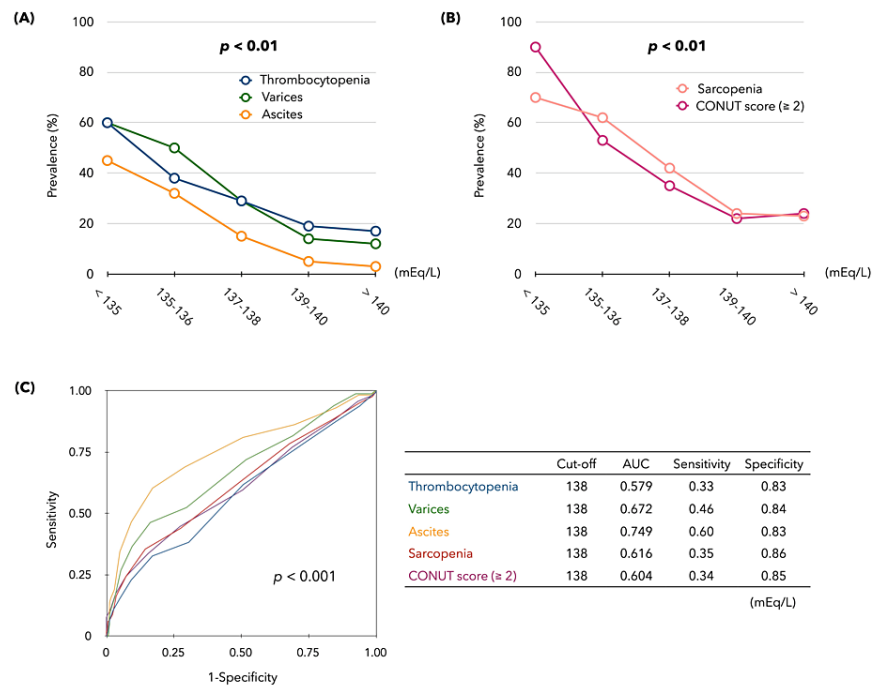 (A)
100
80
60
40
20
0
Prevalence (%)
p < 0.01
Thrombocytopenia
Varices
Ascites
(mEq/L)
< 135
135-136
137-138
139-140
> 140
(B)
100
80
60
40
20
0
Prevalence (%)
p < 0.01
Sarcopenia
CONUT score (≥ 2)
(mEq/L)
< 135
135-136
137-138
139-140
> 140
(C)
1.00
0.75
0.50
0.25
0
Sensitivity
p < 0.001
0 0.25 0.50 0.75 1.00
1-Specificity
Cut-off AUC Sensitivity Specificity
Thrombocytopenia 138 0.579 0.33 0.83
Varices 138 0.672 0.46 0.84
Ascites 138 0.749 0.60 0.83
Sarcopenia 138 0.616 0.35 0.86
CONUT score (≥ 2) 138 0.604 0.34 0.85
(mEq/L)